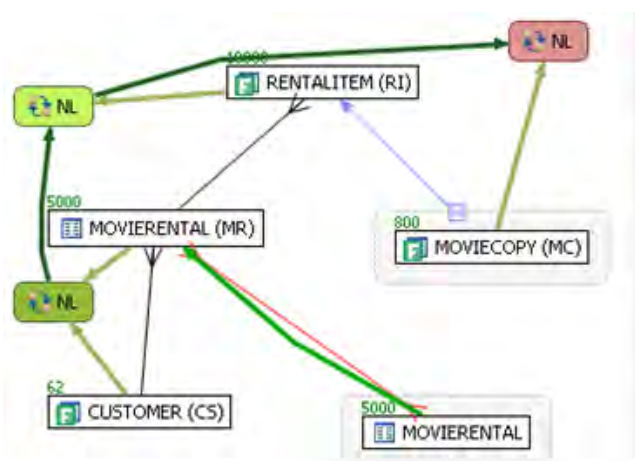 NL
10000
RENTALITEM (RI)
NL
5000
MOVIERENTAL (MR)
800
MOVIECOPY (MC)
NL
62
CUSTOMER (CS)
5000
MOVIERENTAL